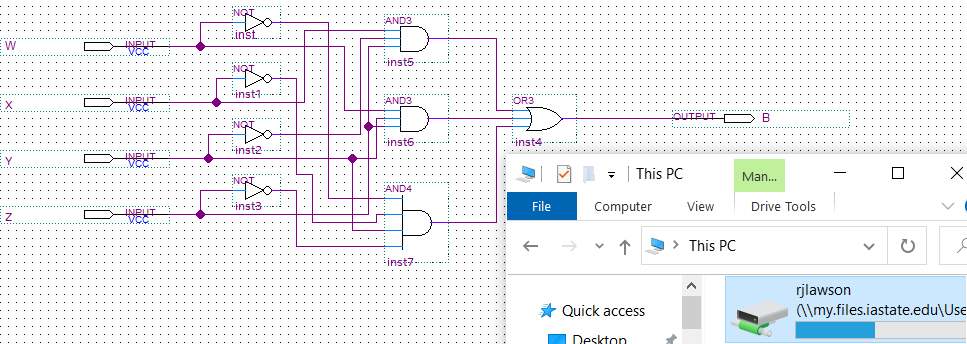 NOT
inst
W
INPUT
VCC
AND3
inst5
NOT
inst1
X
INPUT
VCC
AND3
inst6
OR3
inst4
OUTPUT
B
NOT
inst2
Y
INPUT
VCC
NOT
inst3
Z
INPUT
VCC
AND4
inst7
This PC
Man...
File
Computer
View
Drive Tools
This PC
Quick access
Desktop
rjlawson
(\\my.files.iastate.edu\Use